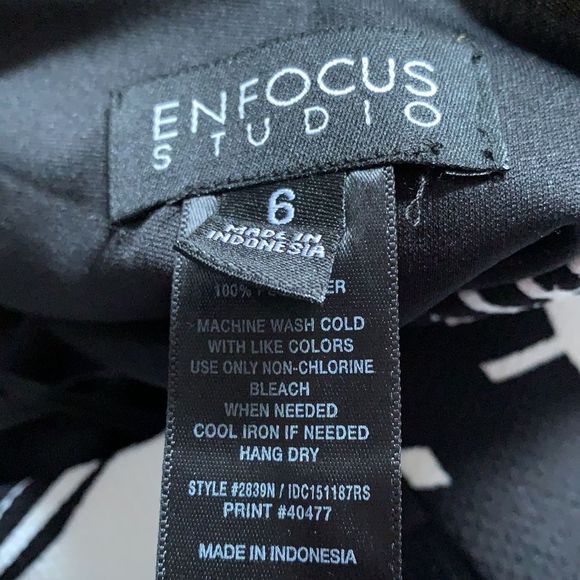 ENFOCUS
STUDIO
6
MADE IN
INDONESIA
100%
MACHINE WASH COLD
WITH LIKE COLORS
USE ONLY NON-CHLORINE
BLEACH
WHEN NEEDED
COOL IRON IF NEEDED
HANG DRY
STYLE #2839N / IDC151187RS
PRINT #40477
MADE IN INDONESIA